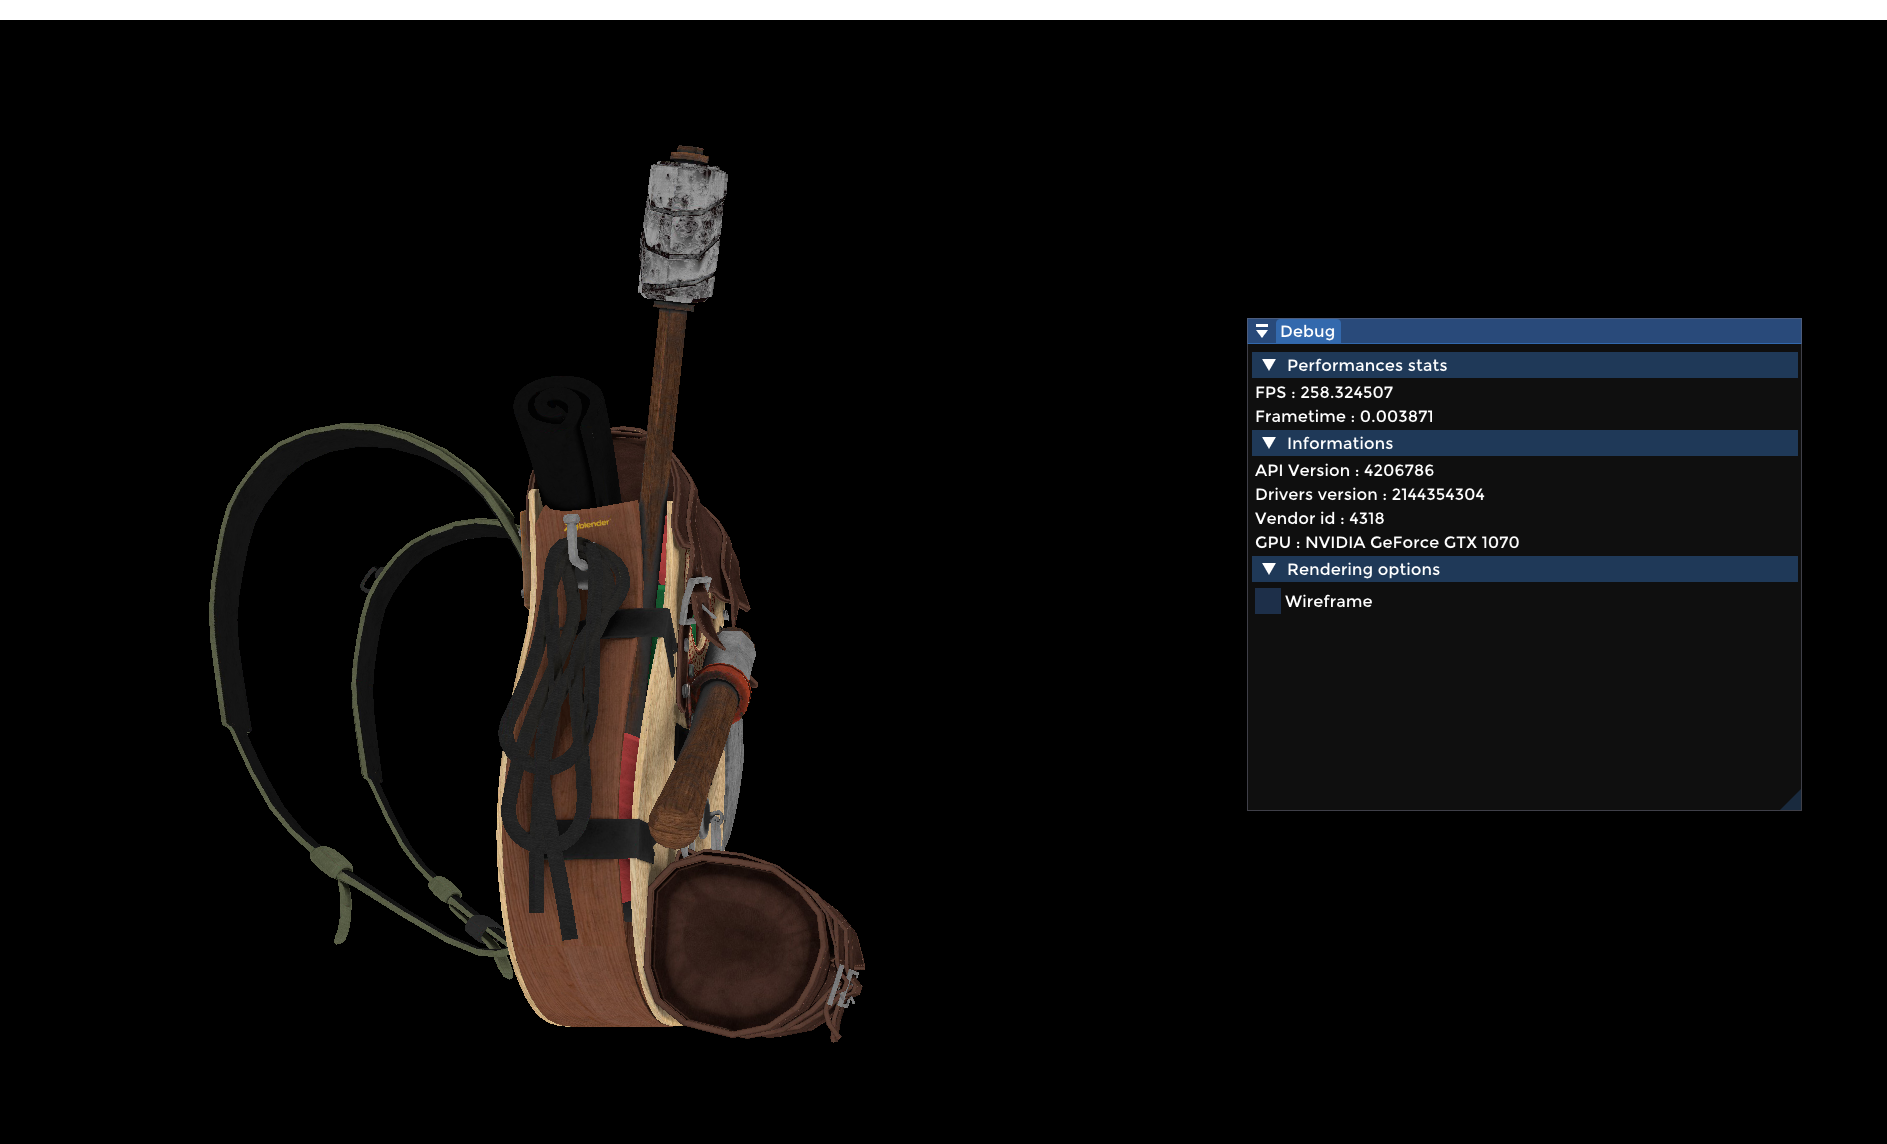 blender
Debug
Performances stats
FPS : 258.324507
Frametime : 0.003871
Informations
API Version : 4206786
Drivers version : 2144354304
Vendor id : 4318
GPU : NVIDIA GeForce GTX 1070
Rendering options
Wireframe